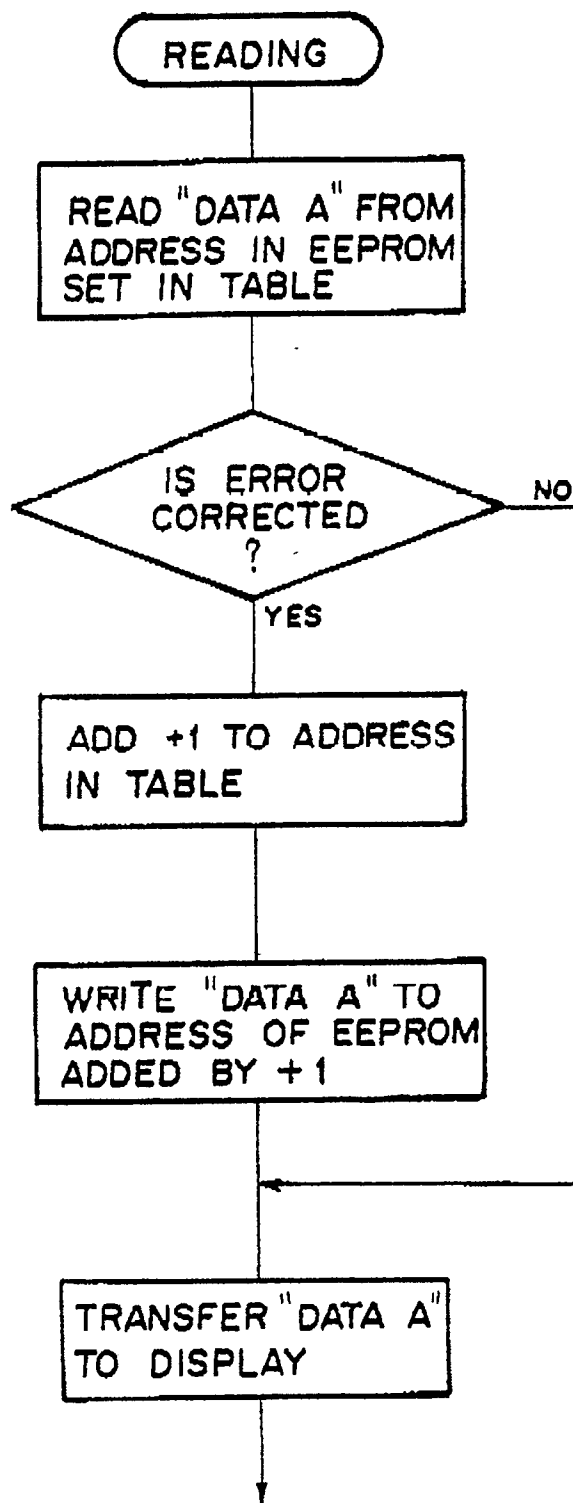 READING
READ "DATA A" FROM
ADDRESS IN EEPROM
SET IN TABLE
IS ERROR
CORRECTED
?
NO
YES
ADD +1 TO ADDRESS
IN TABLE
WRITE "DATA A" TO
ADDRESS OF EEPROM
ADDED BY +1
TRANSFER "DATA A"
TO DISPLAY